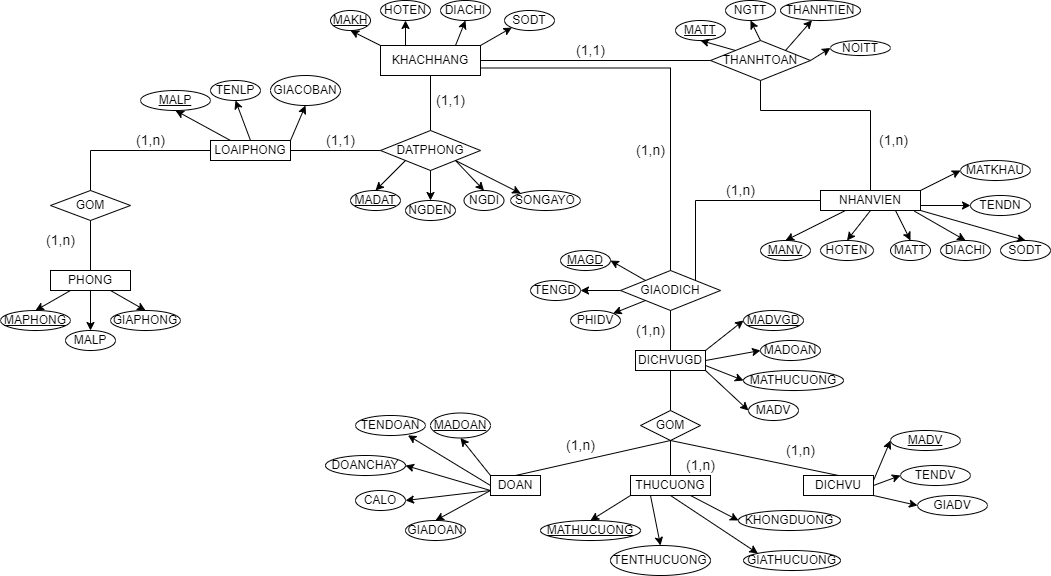 HOTEN
DIACHI
MAKH
SODT
NGTT
THANHTIEN
MATT
NOITT
KHACHHANG
(1,1)
THANHTOAN
TENLP
GIACOBAN
MALP
(1,1)
(1,n)
LOAIPHONG
(1,1)
DATPHONG
(1,n)
(1,n)
MATKHAU
MADAT
NGDEN
NGDI
SONGAYO
(1,n)
NHANVIEN
TENDN
GOM
(1,n)
MANV
HOTEN
MATT
DIACHI
SODT
PHONG
MAGD
TENGD
GIAODICH
PHIDV
MAPHONG
GIAPHONG
MALP
(1,n)
MADVGD
DICHVUGD
MADOAN
MATHUCUONG
MADV
TENDOAN
MADOAN
GOM
(1,n)
(1,n)
MADV
DOANCHAY
(1,n)
TENDV
DOAN
THUCUONG
DICHVU
CALO
GIADV
GIADOAN
MATHUCUONG
KHONGDUONG
TENTHUCUONG
GIATHUCUONG